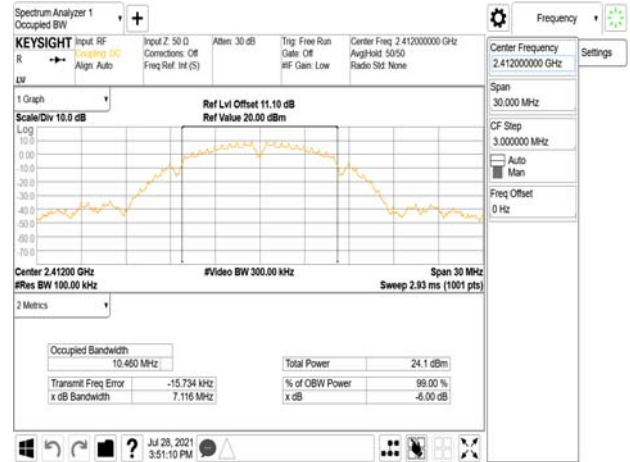 Spectrum Analyzer 1
Occupied BW
+
Frequency
KEYSIGHT
R
Input: RF
Coupling: DC
Align: Auto
Input Z: 50 Ω
Corrections: Off
Freq Ref: Int (S)
Atten: 30 dB
Trig: Free Run
Gate: Off
#IF Gain: Low
Center Freq: 2.412000000 GHz
Avg|Hold: 50/50
Radio Std: None
Center Frequency
2.412000000 GHz
Settings
Span
30.000 MHz
CF Step
3.000000 MHz
Auto
Man
Freq Offset
0 Hz
1 Graph
Scale/Div 10.0 dB
Ref Lvl Offset 11.10 dB
Ref Value 20.00 dBm
Log
10.0
0.00
-10.0
-20.0
-30.0
-40.0
-50.0
-60.0
-70.0
Center 2.41200 GHz
#Res BW 100.00 kHz
#Video BW 300.00 kHz
Span 30 MHz
Sweep 2.93 ms (1001 pts)
2 Metrics
Occupied Bandwidth
10.460 MHz
Transmit Freq Error -15.734 kHz
x dB Bandwidth 7.116 MHz
Total Power 24.1 dBm
% of OBW Power 99.00 %
x dB -6.00 dB
?
Jul 28, 2021
3:51:10 PM